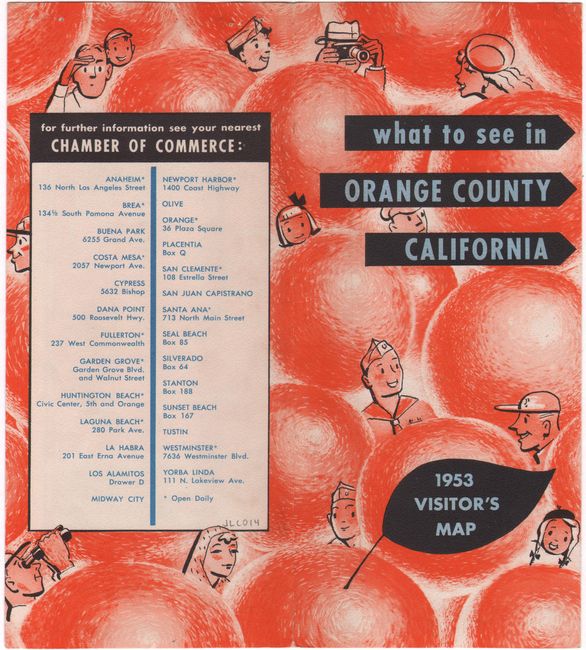 for further information see your nearest
CHAMBER OF COMMERCE:
ANAHEIM*
136 North Los Angeles Street
BREA*
134½ South Pomona Avenue
BUENA PARK
6255 Grand Ave.
COSTA MESA*
2057 Newport Ave.
CYPRESS
5632 Bishop
DANA POINT
500 Roosevelt Hwy.
FULLERTON*
237 West Commonwealth
GARDEN GROVE*
Garden Grove Blvd.
and Walnut Street
HUNTINGTON BEACH*
Civic Center, 5th and Orange
LAGUNA BEACH*
280 Park Ave.
LA HABRA
201 East Erna Avenue
LOS ALAMITOS
Drawer D
MIDWAY CITY
NEWPORT HARBOR*
1400 Coast Highway
OLIVE
ORANGE*
36 Plaza Square
PLACENTIA
Box Q
SAN CLEMENTE*
108 Estrella Street
SAN JUAN CAPISTRANO
SANTA ANA*
713 North Main Street
SEAL BEACH
Box 85
SILVERADO
Box 64
STANTON
Box 188
SUNSET BEACH
Box 167
TUSTIN
WESTMINSTER*
7636 Westminster Blvd.
YORBA LINDA
111 N. Lakeview Ave.
* Open Daily
JLC014
what to see in
ORANGE COUNTY
CALIFORNIA
1953
VISITOR'S
MAP